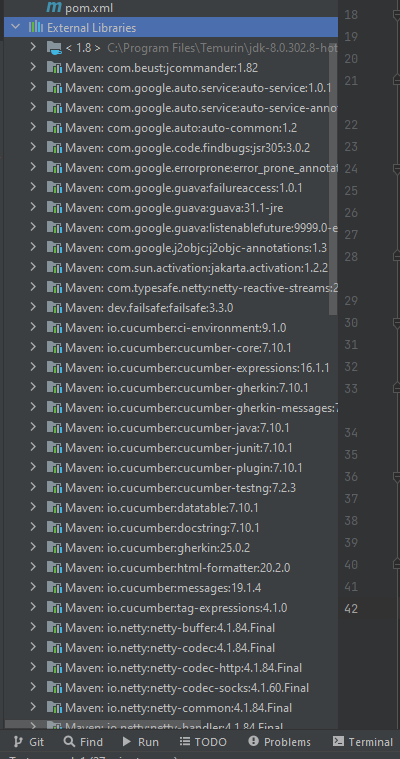 pom.xml
External Libraries
< 1.8 > C:\Program Files\Temurin\jdk-8.0.302.8-hot
Maven: com.beust:jcommander:1.82
Maven: com.google.auto.service:auto-service:1.0.1
Maven: com.google.auto.service:auto-service-anno
Maven: com.google.auto:auto-common:1.2
Maven: com.google.code.findbugs:jsr305:3.0.2
Maven: com.google.errorprone:error_prone_annotat
Maven: com.google.guava:failureaccess:1.0.1
Maven: com.google.guava:guava:31.1-jre
Maven: com.google.guava:listenablefuture:9999.0-e
Maven: com.google.j2objc:j2objc-annotations:1.3
Maven: com.sun.activation:jakarta.activation:1.2.2
Maven: com.typesafe.netty:netty-reactive-streams:2
Maven: dev.failsafe:failsafe:3.3.0
Maven: io.cucumber:ci-environment:9.1.0
Maven: io.cucumber:cucumber-core:7.10.1
Maven: io.cucumber:cucumber-expressions:16.1.1
Maven: io.cucumber:cucumber-gherkin:7.10.1
Maven: io.cucumber:cucumber-gherkin-messages:7
Maven: io.cucumber:cucumber-java:7.10.1
Maven: io.cucumber:cucumber-junit:7.10.1
Maven: io.cucumber:cucumber-plugin:7.10.1
Maven: io.cucumber:cucumber-testng:7.2.3
Maven: io.cucumber:datatable:7.10.1
Maven: io.cucumber:docstring:7.10.1
Maven: io.cucumber:gherkin:25.0.2
Maven: io.cucumber:html-formatter:20.2.0
Maven: io.cucumber:messages:19.1.4
Maven: io.cucumber:tag-expressions:4.1.0
Maven: io.netty:netty-buffer:4.1.84.Final
Maven: io.netty:netty-codec:4.1.84.Final
Maven: io.netty:netty-codec-http:4.1.84.Final
Maven: io.netty:netty-codec-socks:4.1.60.Final
Maven: io.netty:netty-common:4.1.84.Final
Maven: io.netty:netty-handler:4.1.84.Final
18
19
20
21
22
23
24
25
26
27
28
29
30
31
32
33
34
35
36
37
38
39
40
41
42
Git Find Run TODO Problems Terminal